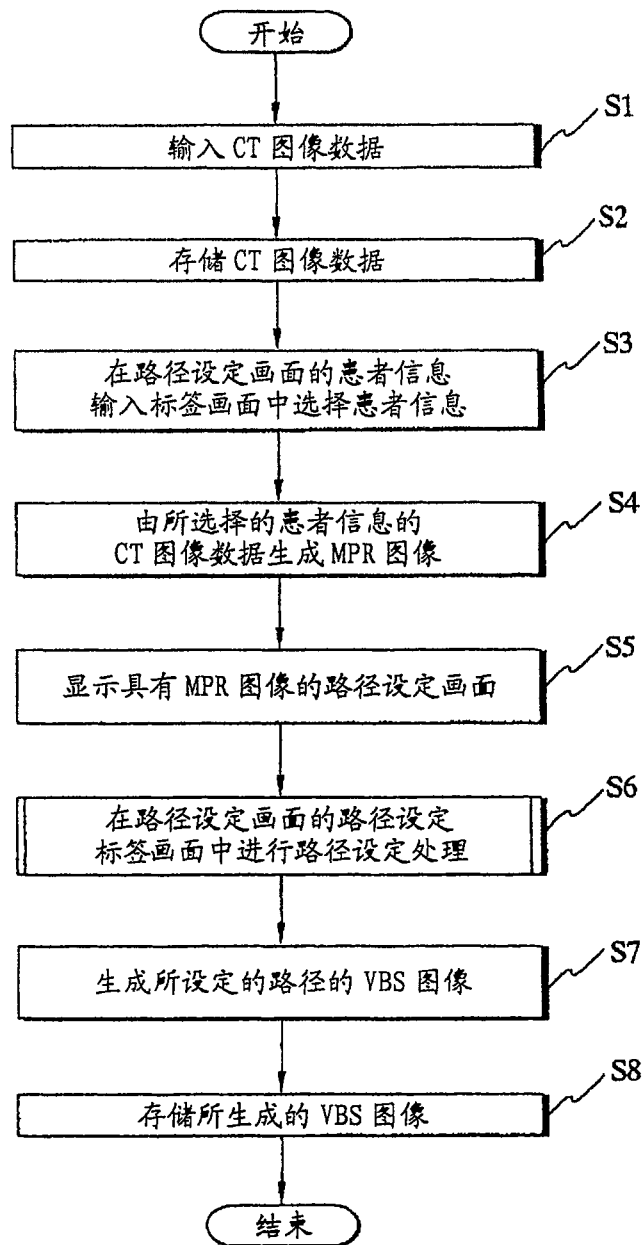 开始
S1
输入 CT 图像数据
S2
存储 CT 图像数据
S3
在路径设定画面的患者信息
输入标签画面中选择患者信息
S4
由所选择的患者信息的
CT 图像数据生成 MPR 图像
S5
显示具有 MPR 图像的路径设定画面
S6
在路径设定画面的路径设定
标签画面中进行路径设定处理
S7
生成所设定的路径的 VBS 图像
S8
存储所生成的 VBS 图像
结束